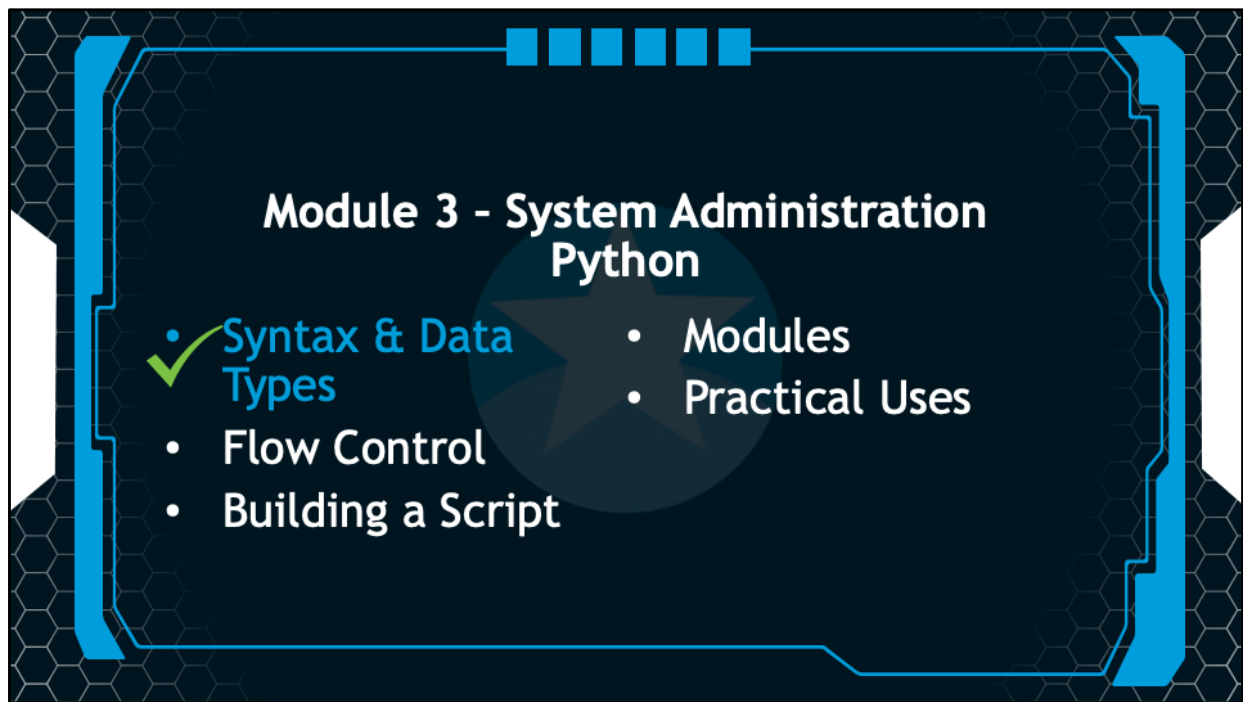 Module 3 - System Administration
Python
• Syntax & Data
Types
• Flow Control
• Building a Script
• Modules
• Practical Uses